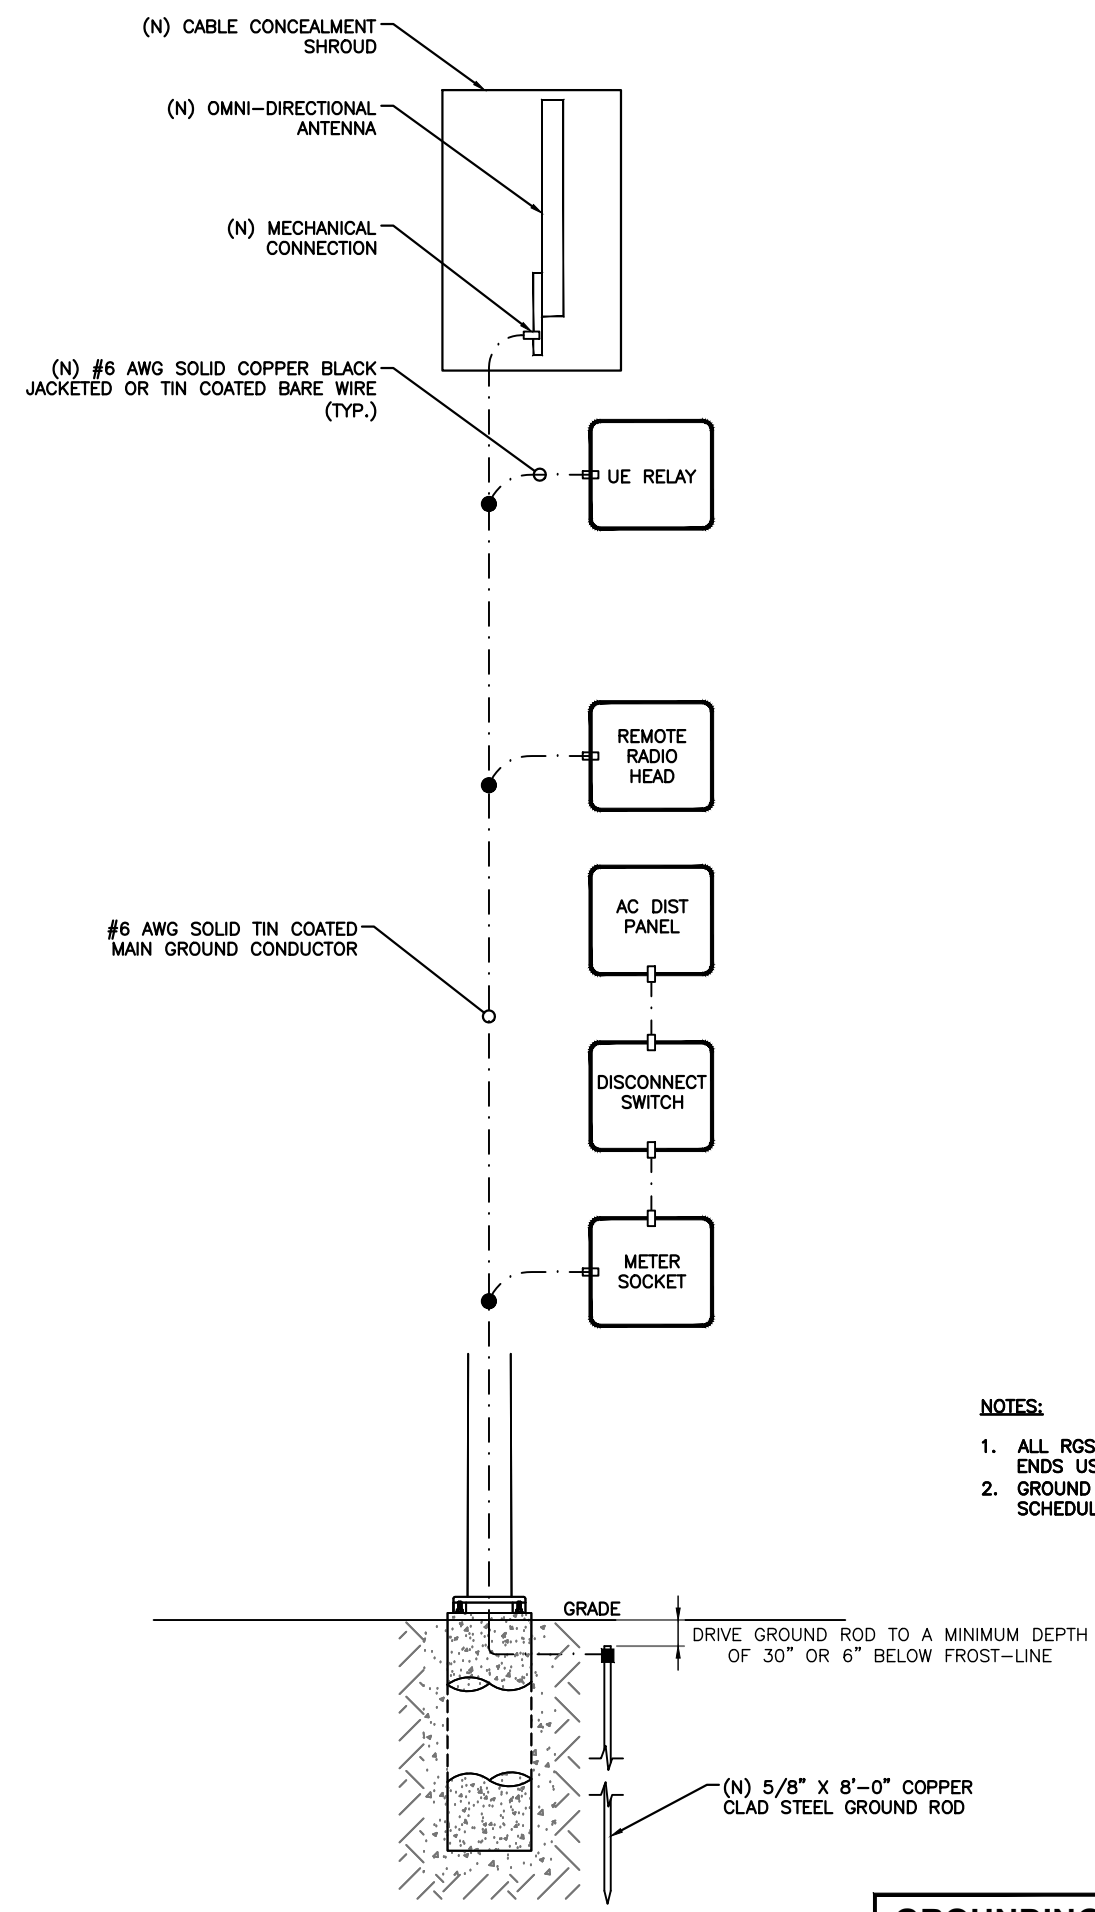 (N) CABLE CONCEALMENT
SHROUD
(N) OMNI-DIRECTIONAL
ANTENNA
(N) MECHANICAL
CONNECTION
(N) #6 AWG SOLID COPPER BLACK
JACKETED OR TIN COATED BARE WIRE
(TYP.)
UE RELAY
REMOTE
RADIO
HEAD
AC DIST
PANEL
#6 AWG SOLID TIN COATED
MAIN GROUND CONDUCTOR
DISCONNECT
SWITCH
METER
SOCKET
NOTES:
1. ALL RGS
ENDS US
2. GROUND
SCHEDUL
GRADE
DRIVE GROUND ROD TO A MINIMUM DEPTH
OF 30" OR 6" BELOW FROST-LINE
(N) 5/8" X 8'-0" COPPER
CLAD STEEL GROUND ROD
GROUNDING